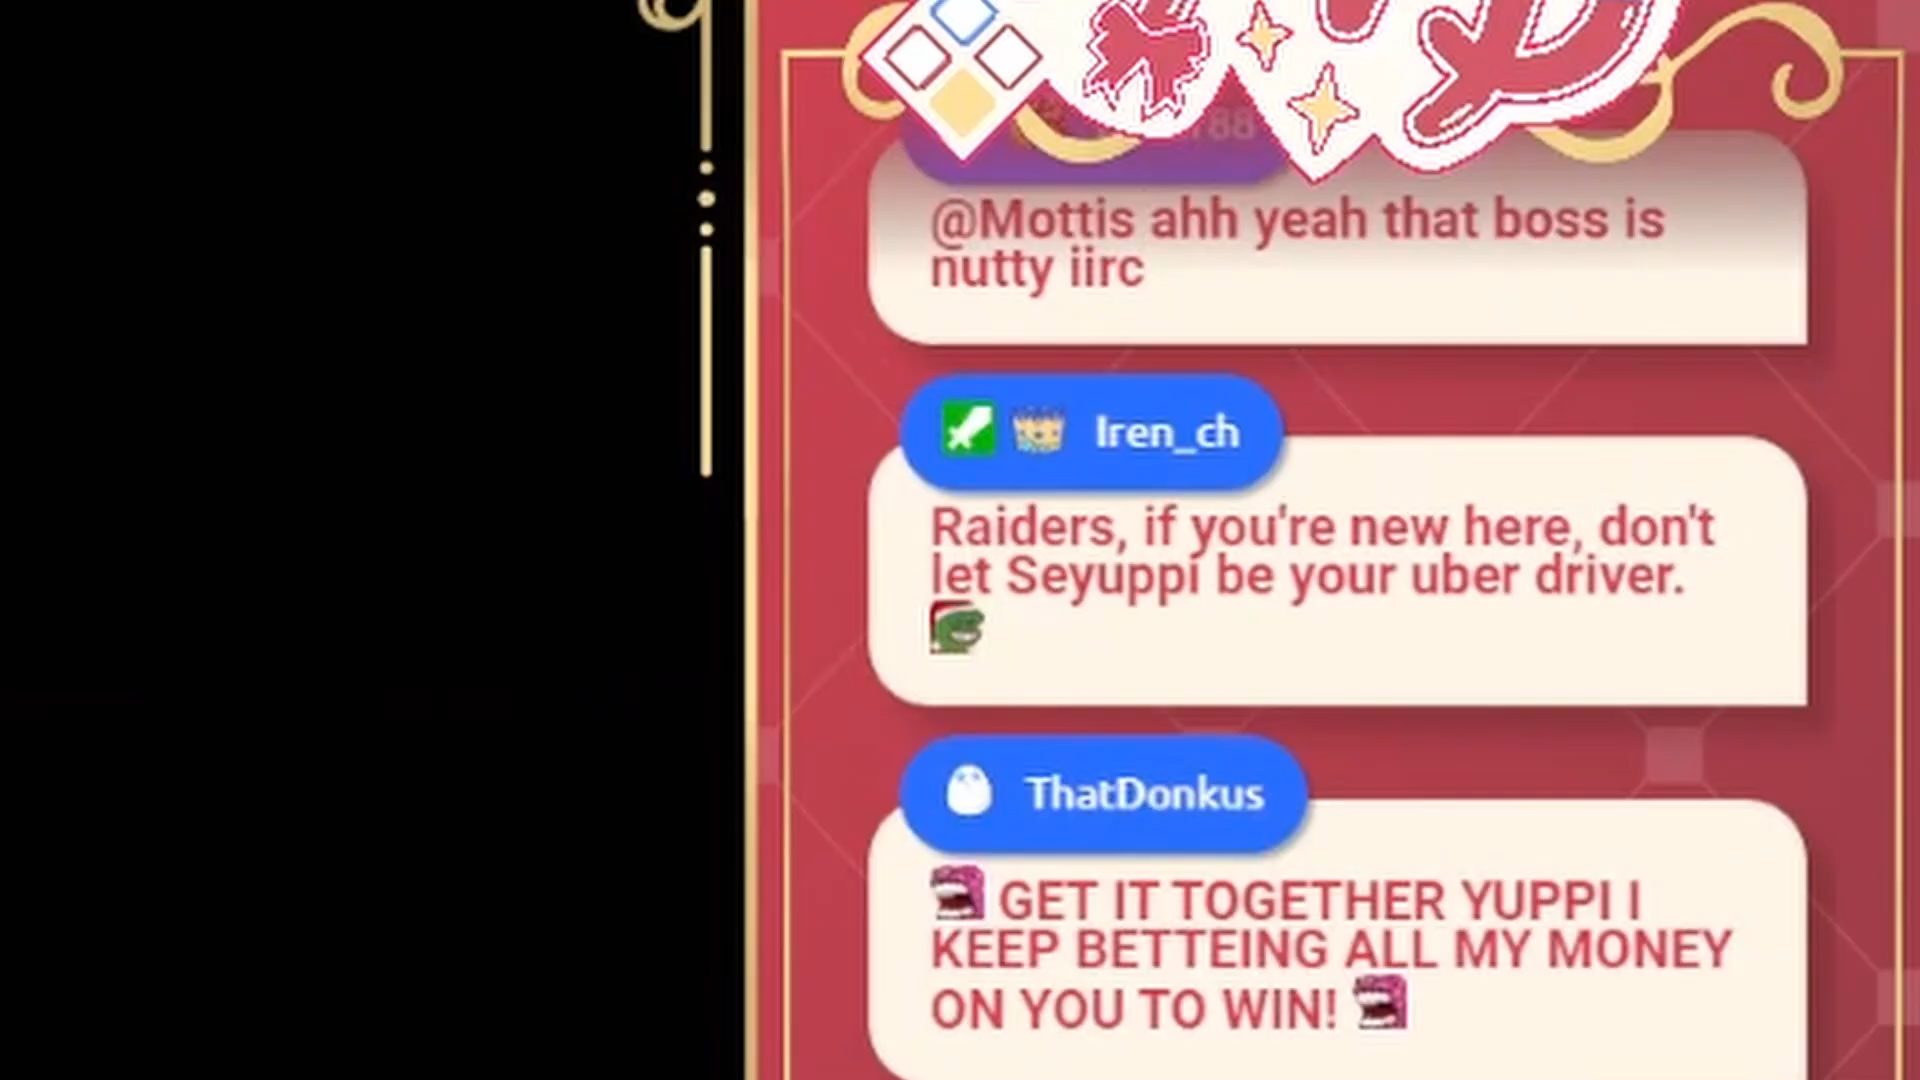 @Mottis ahh yeah that boss is
nutty iirc
Iren_ch
Raiders, if you're new here, don't
let Seyuppi be your uber driver.
ThatDonkus
GET IT TOGETHER YUPPI I
KEEP BETTEING ALL MY MONEY
ON YOU TO WIN!